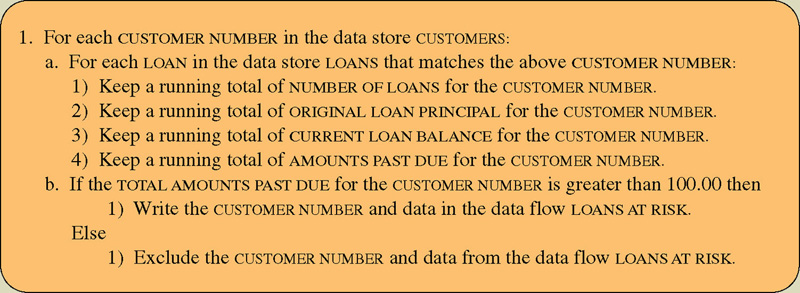 1. For each CUSTOMER NUMBER in the data store CUSTOMERS:
a. For each LOAN in the data store LOANS that matches the above CUSTOMER NUMBER:
1) Keep a running total of NUMBER OF LOANS for the CUSTOMER NUMBER.
2) Keep a running total of ORIGINAL LOAN PRINCIPAL for the CUSTOMER NUMBER.
3) Keep a running total of CURRENT LOAN BALANCE for the CUSTOMER NUMBER.
4) Keep a running total of AMOUNTS PAST DUE for the CUSTOMER NUMBER.
b. If the TOTAL AMOUNTS PAST DUE for the CUSTOMER NUMBER is greater than 100.00 then
1) Write the CUSTOMER NUMBER and data in the data flow LOANS AT RISK.
Else
1) Exclude the CUSTOMER NUMBER and data from the data flow LOANS AT RISK.